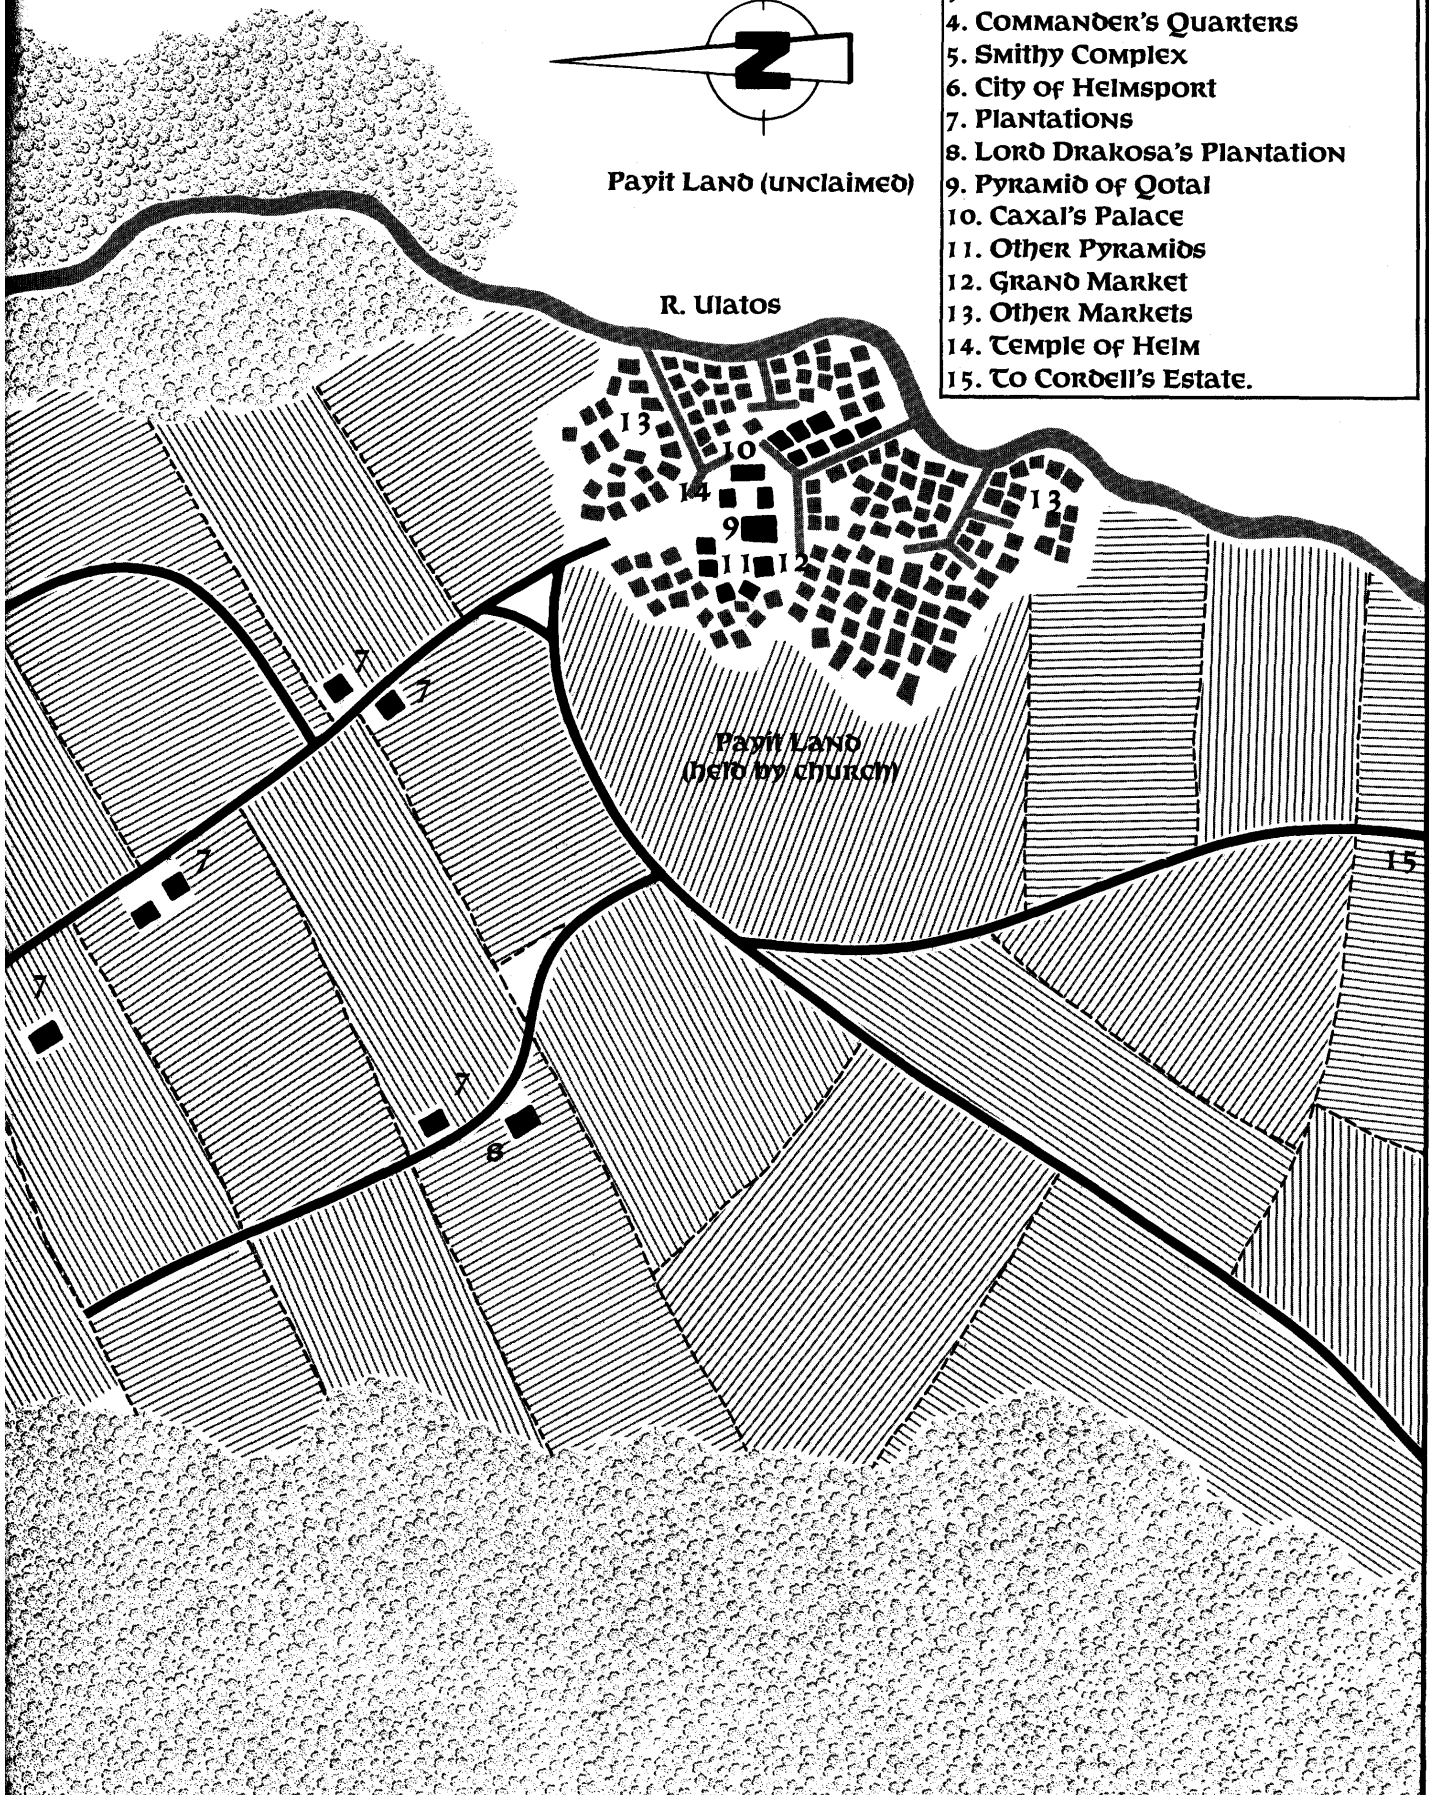 4. Commander's Quarters
5. Smithy Complex
6. City of Helmsport
7. Plantations
8. Lord Drakosa's Plantation
9. Pyramid of Qotal
10. Caxal's Palace
11. Other Pyramids
12. Grand Market
13. Other Markets
14. Temple of Helm
15. To Cordell's Estate.
N
Payit Land (unclaimed)
R. Ulatos
13
10
14
13
9
11
12
7
7
Payit Land
(held by church)
7
15
7
7
8